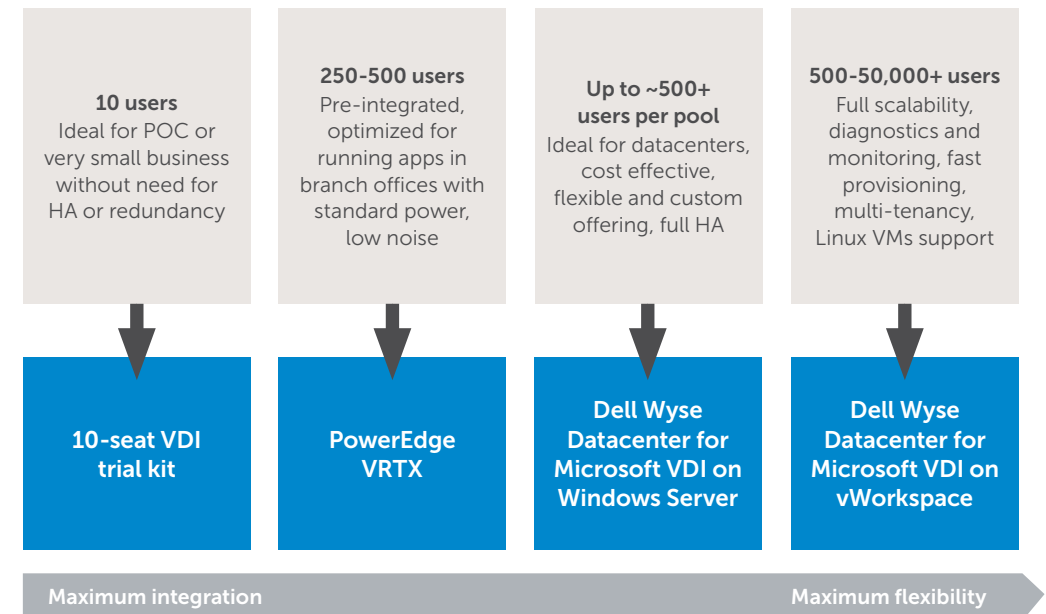 10 users
Ideal for POC or
very small business
without need for
HA or redundancy
250-500 users
Pre-integrated,
optimized for
running apps in
branch offices with
standard power,
low noise
Up to ~500+
users per pool
Ideal for datacenters,
cost effective,
flexible and custom
offering, full HA
500-50,000+ users
Full scalability,
diagnostics and
monitoring, fast
provisioning,
multi-tenancy,
Linux VMs support
10-seat VDI
trial kit
PowerEdge
VRTX
Dell Wyse
Datacenter for
Microsoft VDI on
Windows Server
Dell Wyse
Datacenter for
Microsoft VDI on
vWorkspace
Maximum integration
Maximum flexibility